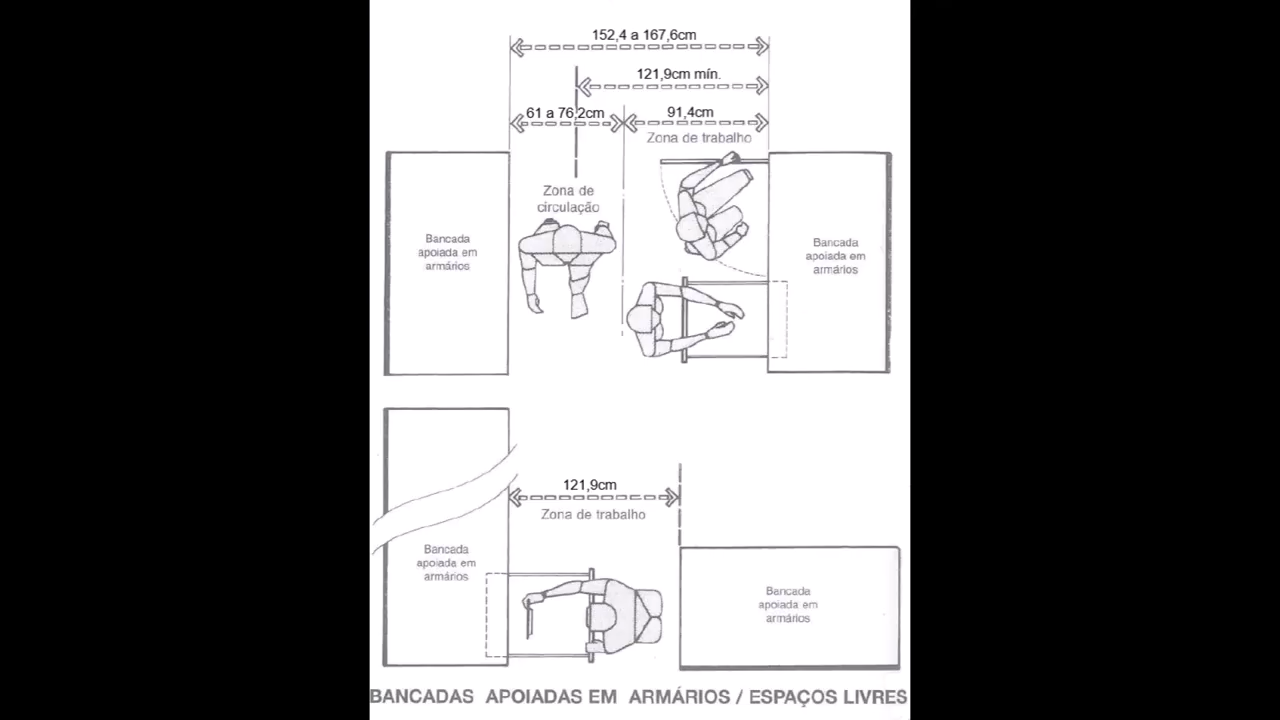 152,4 a 167,6cm
121,9cm mín.
61 a 76,2cm
91,4cm
Zona de trabalho
Zona de
circulação
Bancada
apoiada em
armários
Bancada
apoiada em
armários
121,9cm
Zona de trabalho
Bancada
apoiada em
armários
Bancada
apoiada em
armários
BANCADAS APOIADAS EM ARMÁRIOS / ESPAÇOS LIVRES